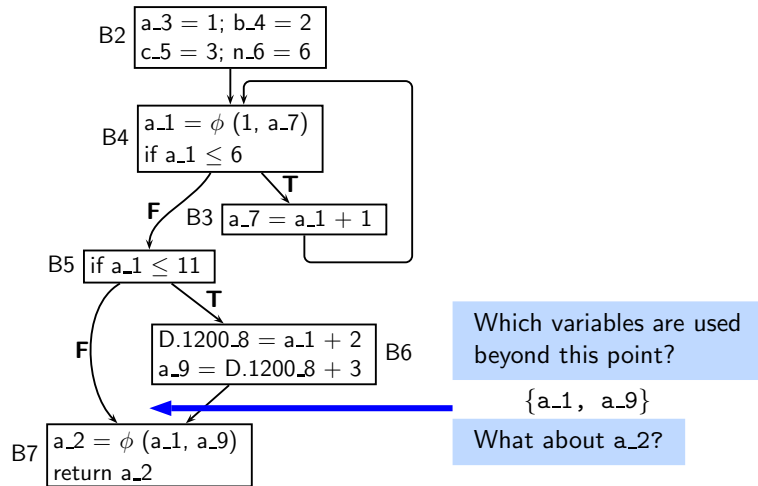 B2
a_3 = 1; b_4 = 2
c_5 = 3; n_6 = 6
B4
a_1 = ϕ (1, a_7)
if a_1 ≤ 6
F
T
B3
a_7 = a_1 + 1
B5
if a_1 ≤ 11
F
T
D.1200_8 = a_1 + 2
a_9 = D.1200_8 + 3
B6
Which variables are used
beyond this point?
{a_1, a_9}
What about a_2?
B7
a_2 = ϕ (a_1, a_9)
return a_2